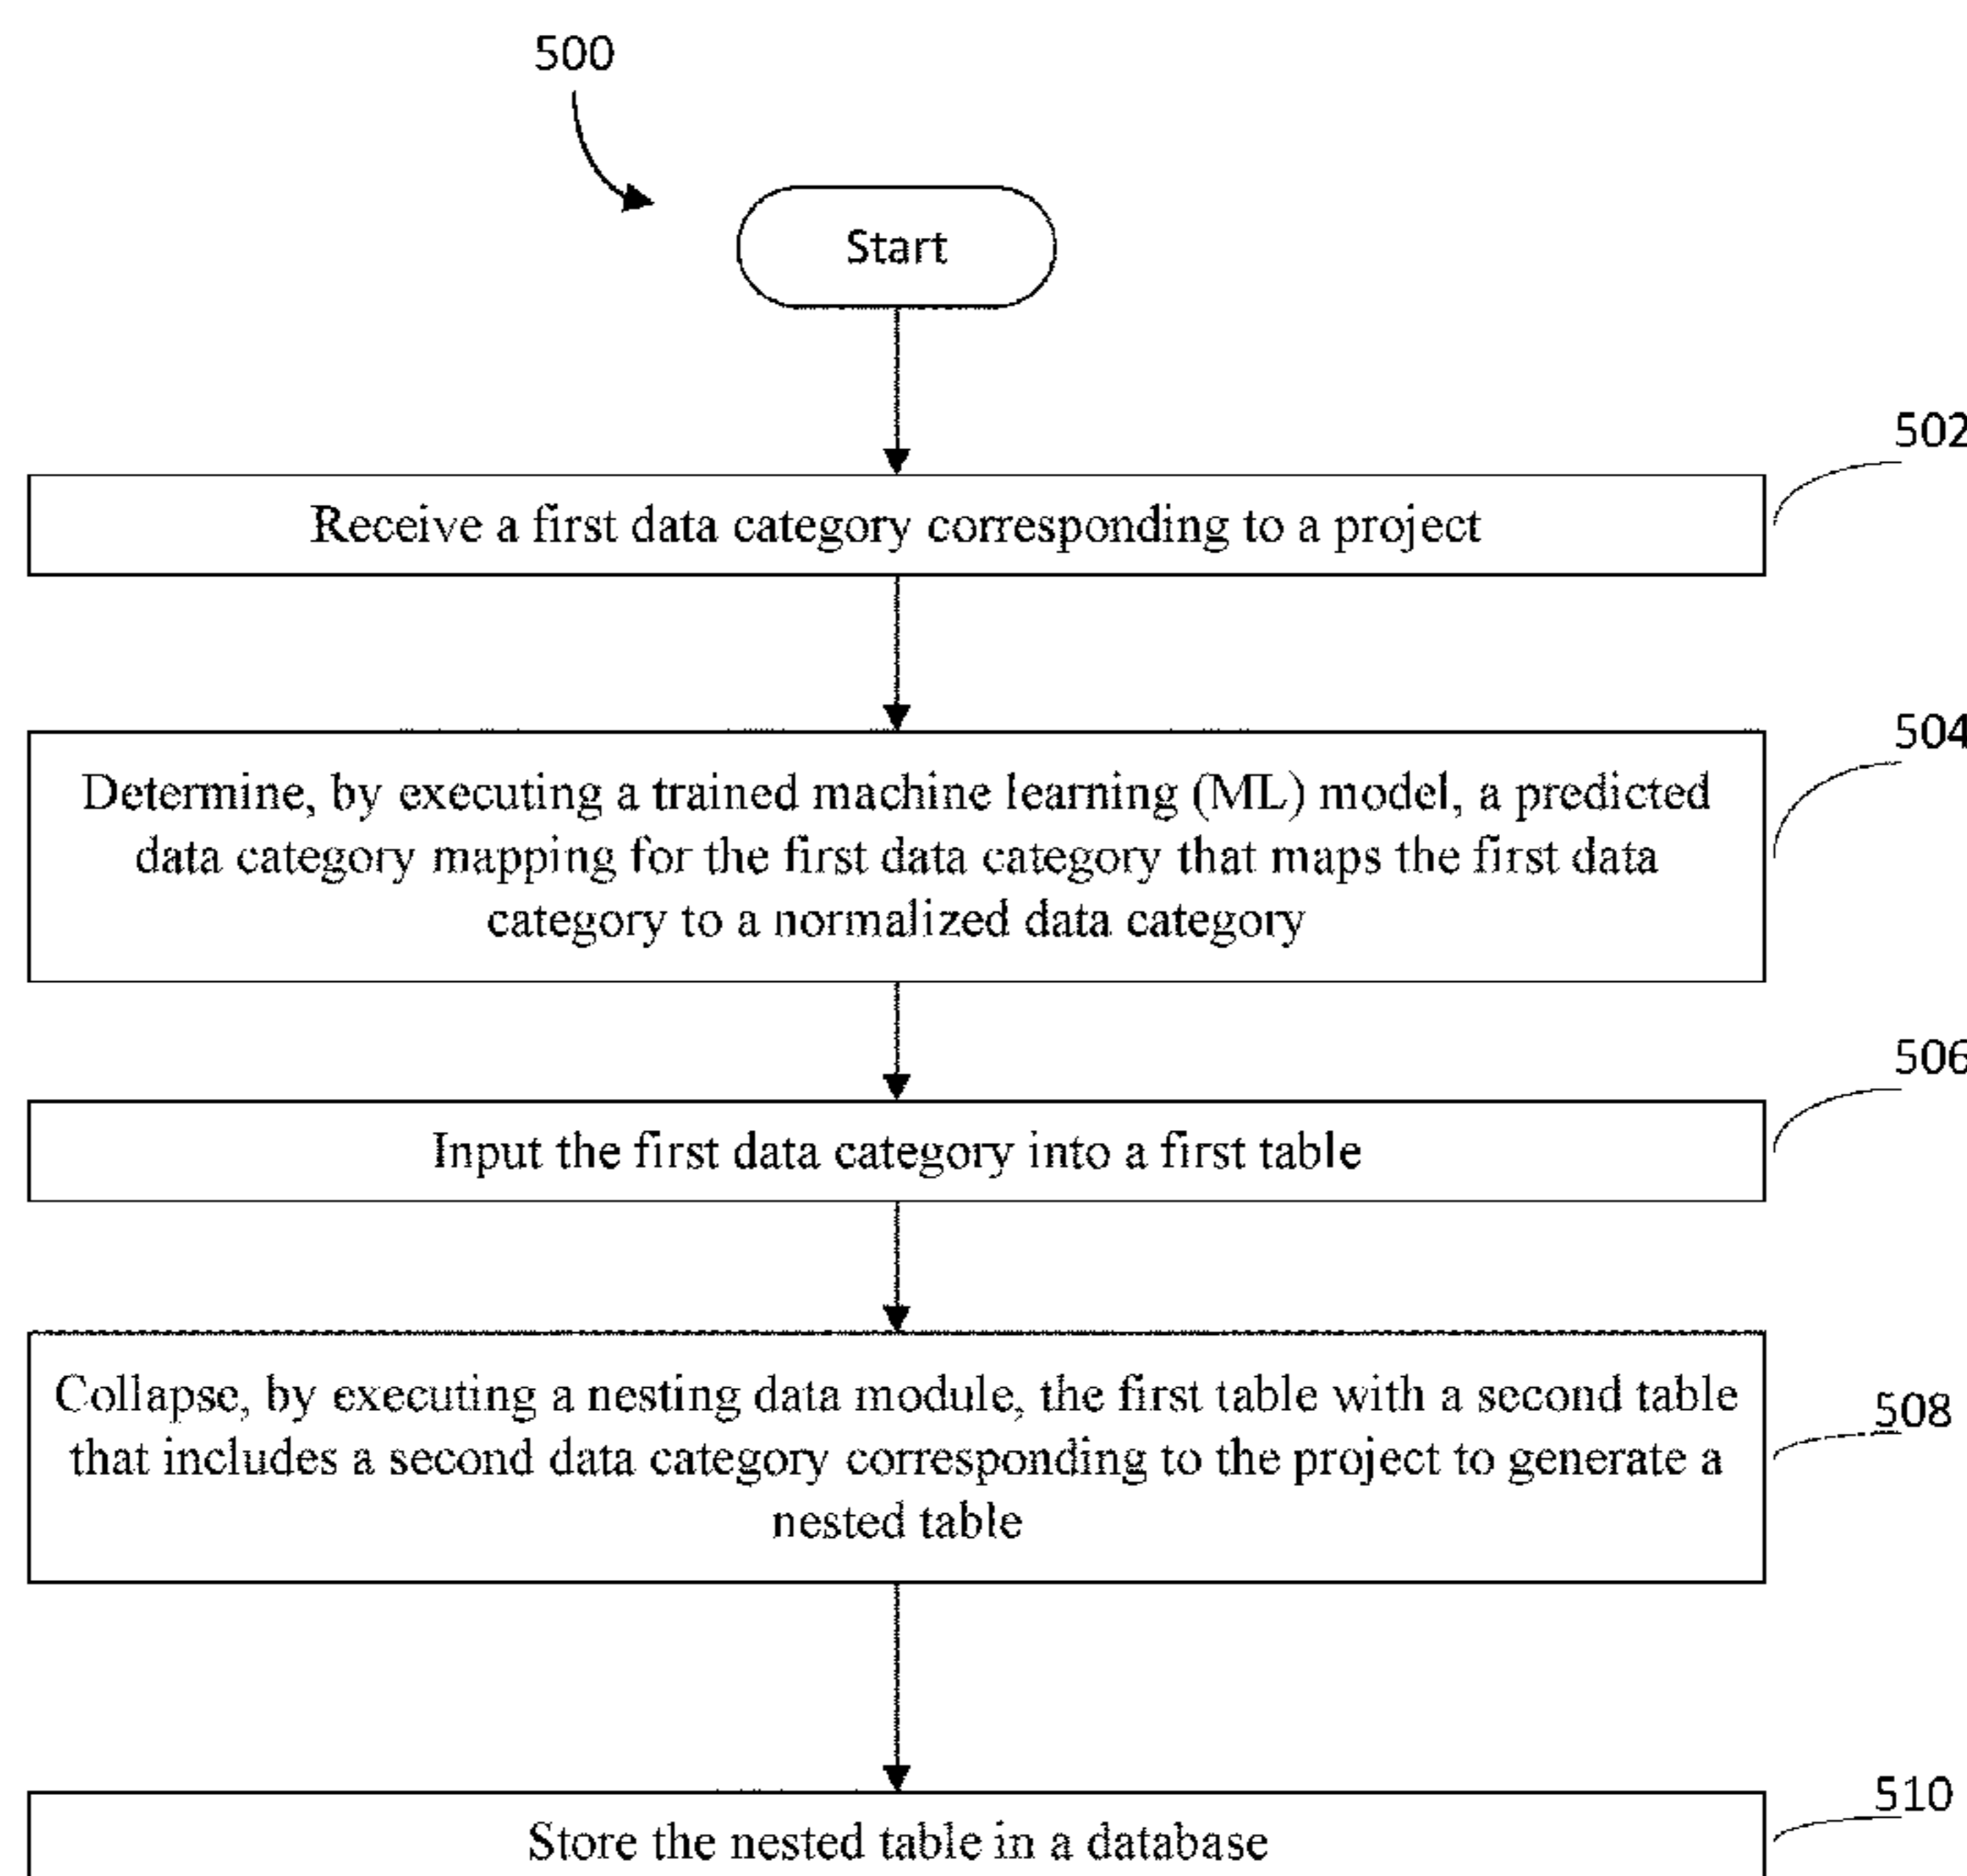 500
Start
502
Receive a first data category corresponding to a project
504
Determine, by executing a trained machine learning (ML) model, a predicted
data category mapping for the first data category that maps the first data
category to a normalized data category
506
Input the first data category into a first table
Collapse, by executing a nesting data module, the first table with a second table
that includes a second data category corresponding to the project to generate a
nested table
508
510
Store the nested table in a database